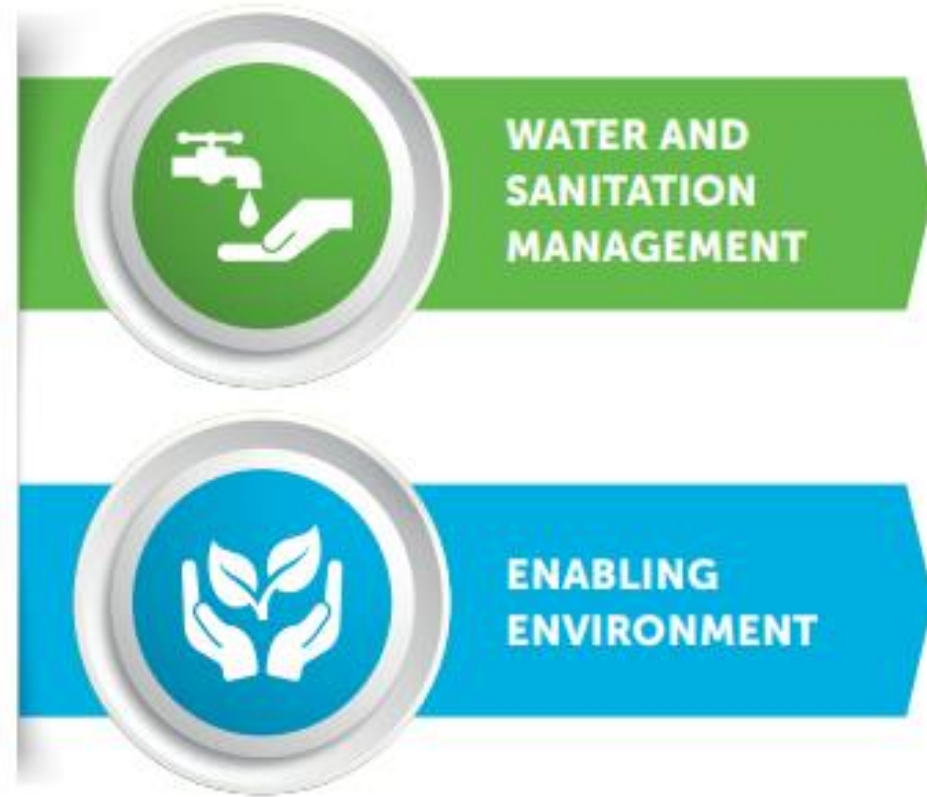 WATER AND
SANITATION
MANAGEMENT
ENABLING
ENVIRONMENT